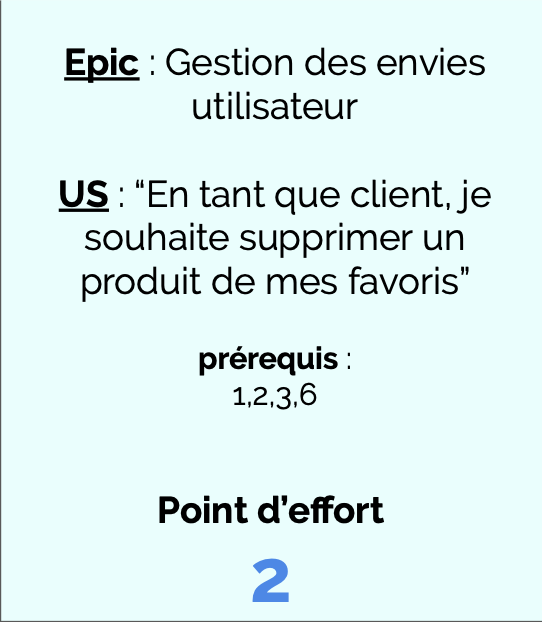 Epic : Gestion des envies
utilisateur
US : “En tant que client, je
souhaite supprimer un
produit de mes favoris”
prérequis :
1,2,3,6
Point d’effort
2